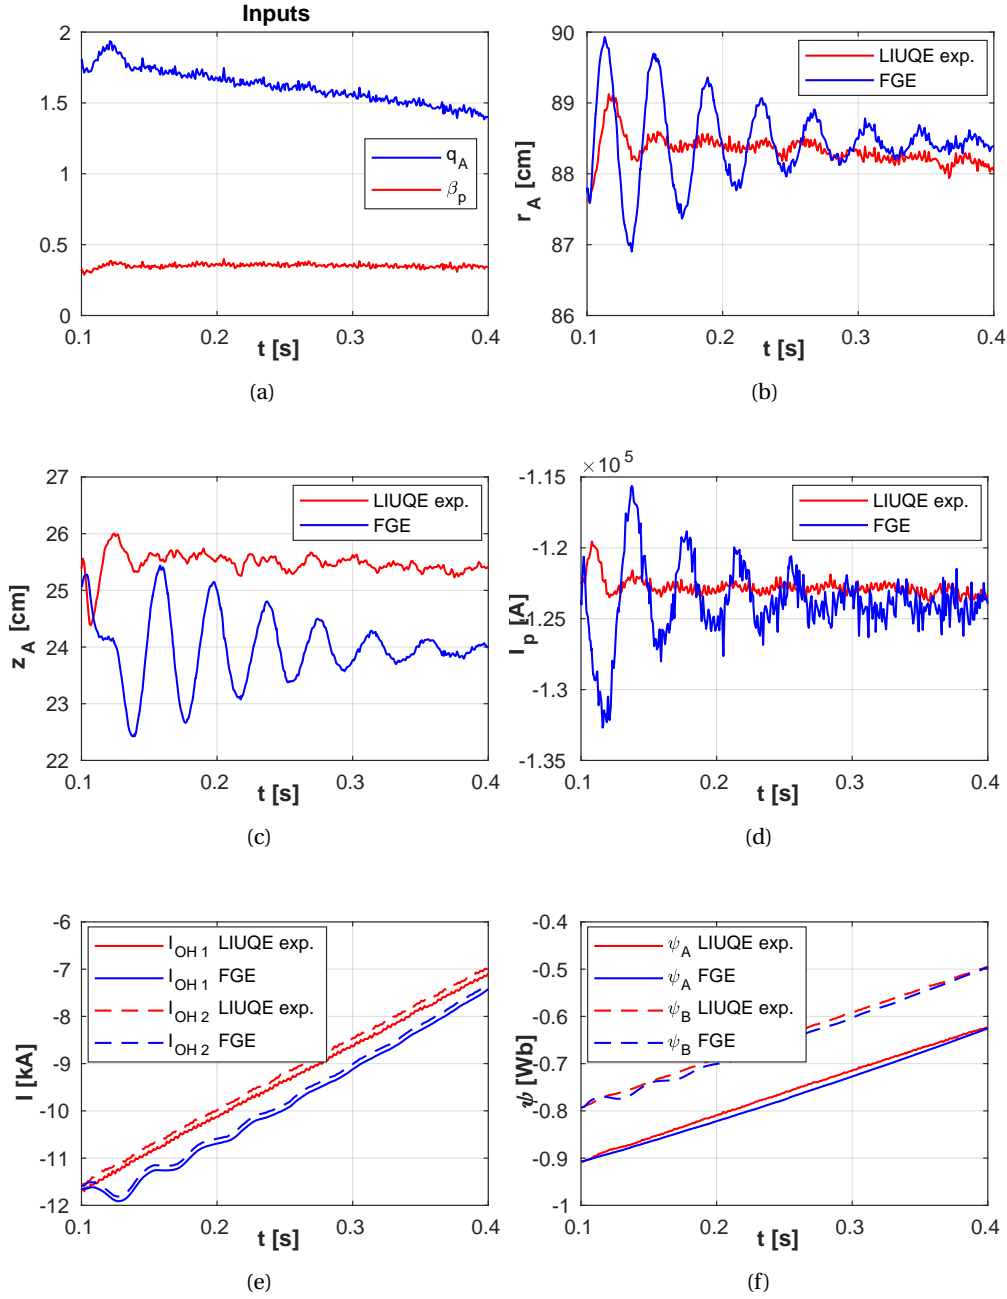 Inputs
2
1.5
1
0.5
0
q_A
β_p
0.1 0.2 0.3 0.4
t [s]
(a)
90
89
88
87
86
r_A [cm]
LIUQE exp.
FGE
0.1 0.2 0.3 0.4
t [s]
(b)
27
26
25
24
23
22
z_A [cm]
LIUQE exp.
FGE
0.1 0.2 0.3 0.4
t [s]
(c)
×10^5
-1.15
-1.2
-1.25
-1.3
-1.35
I_p [A]
LIUQE exp.
FGE
0.1 0.2 0.3 0.4
t [s]
(d)
-6
-7
-8
-9
-10
-11
-12
I [kA]
I_OH 1 LIUQE exp.
I_OH 1 FGE
I_OH 2 LIUQE exp.
I_OH 2 FGE
0.1 0.2 0.3 0.4
t [s]
(e)
-0.4
-0.5
-0.6
-0.7
-0.8
-0.9
-1
ψ [Wb]
ψ_A LIUQE exp.
ψ_A FGE
ψ_B LIUQE exp.
ψ_B FGE
0.1 0.2 0.3 0.4
t [s]
(f)